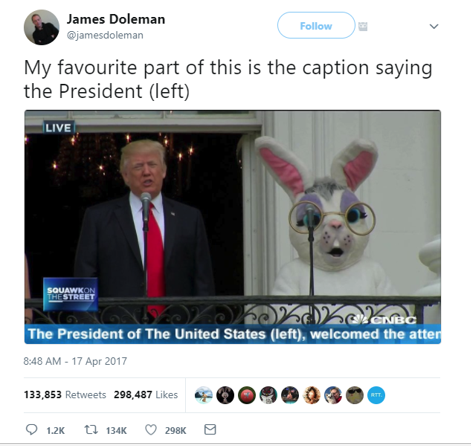 James Doleman
@jamesdoleman
Follow
My favourite part of this is the caption saying
the President (left)
LIVE
SQUAWK ON
THE STREET
CNBC
The President of The United States (left), welcomed the atten
8:48 AM - 17 Apr 2017
133,853 Retweets 298,487 Likes
RTT.
1.2K 134K 298K